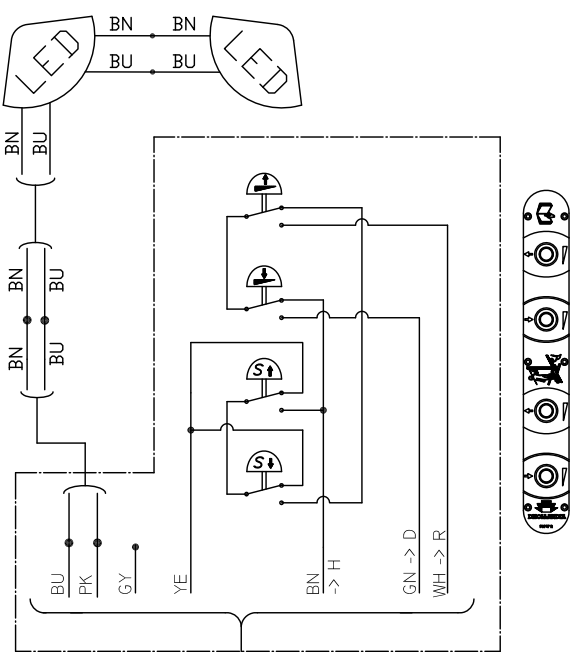 BN BN
LED LED
BU BU
BN BU
BN BU
BN BU
S
S
BU
PK
GY
YE
BN
-> H
GN -> D
WH -> R